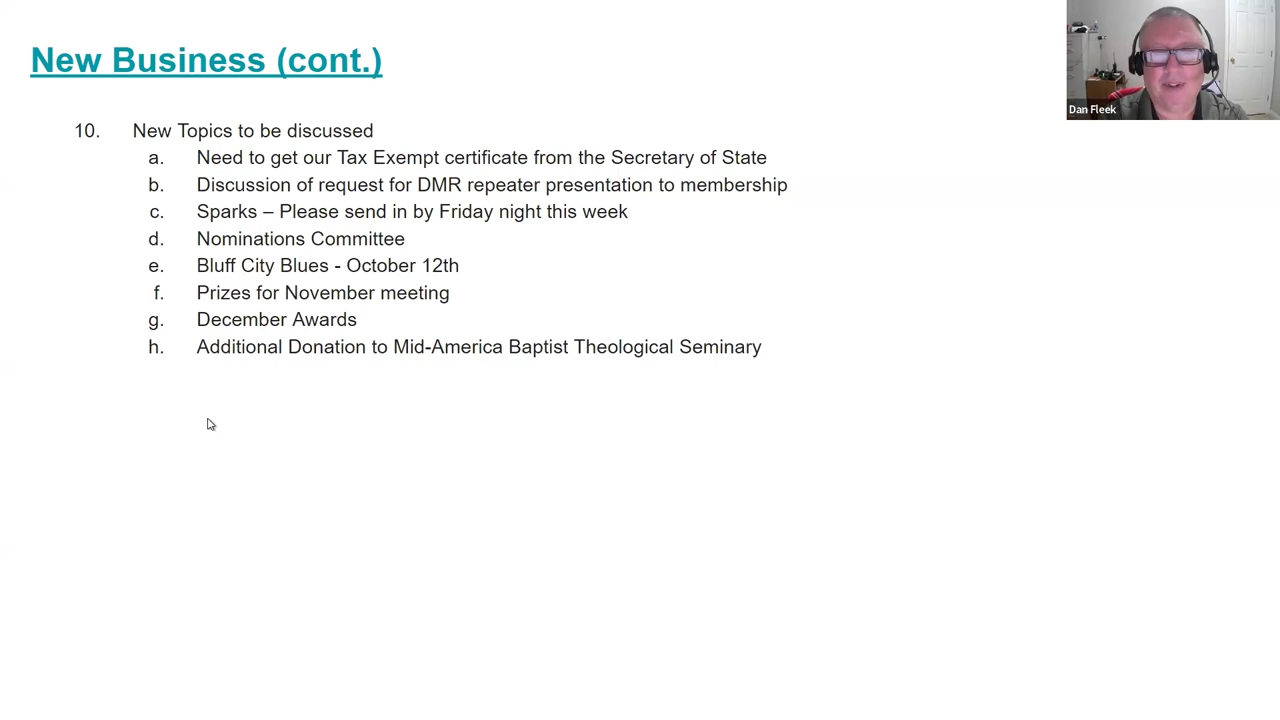 New Business (cont.)
Dan Fleek
10. New Topics to be discussed
a. Need to get our Tax Exempt certificate from the Secretary of State
b. Discussion of request for DMR repeater presentation to membership
c. Sparks – Please send in by Friday night this week
d. Nominations Committee
e. Bluff City Blues - October 12th
f. Prizes for November meeting
g. December Awards
h. Additional Donation to Mid-America Baptist Theological Seminary